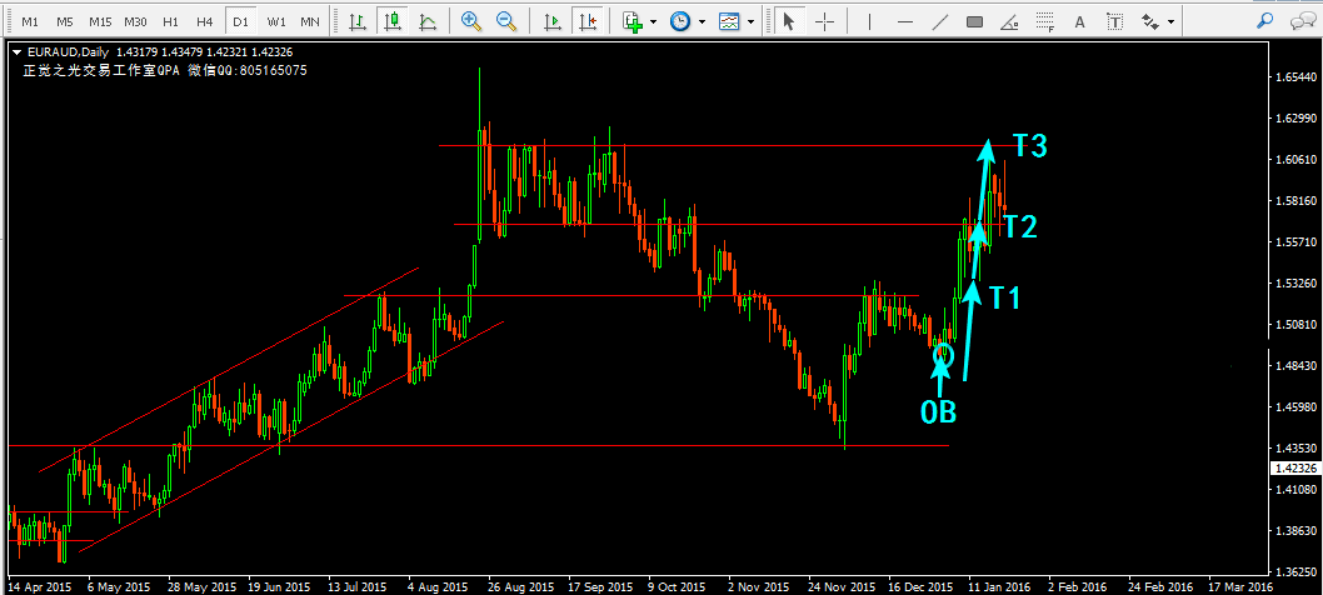 M1 M5 M15 M30 H1 H4 D1 W1 MN
EURAUD,Daily 1.43179 1.43479 1.42321 1.42326
正觉之光交易工作室QPA 微信QQ:805165075
1.65440
1.62990
T3
1.60610
1.58160
T2
1.55710
T1
1.53260
1.50810
1.48430
0B
1.45980
1.43530
1.42326
1.41080
1.38630
1.36250
14 Apr 2015 6 May 2015 28 May 2015 19 Jun 2015 13 Jul 2015 4 Aug 2015 26 Aug 2015 17 Sep 2015 9 Oct 2015 2 Nov 2015 24 Nov 2015 16 Dec 2015 11 Jan 2016 2 Feb 2016 24 Feb 2016 17 Mar 2016